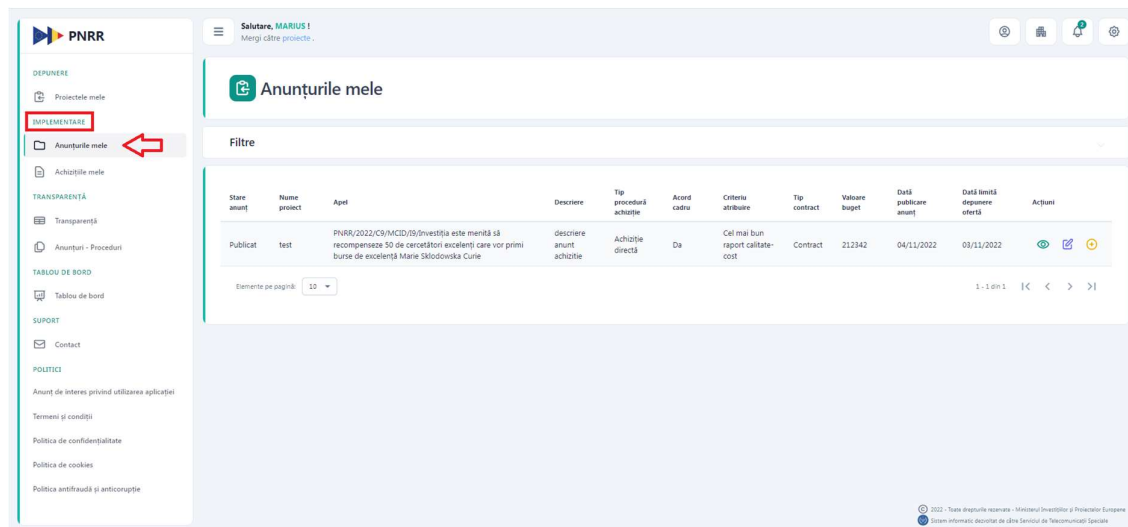 PNRR
Salutare, MARIUS !
Mergi către proiecte .
2
DEPUNERE
Proiectele mele
IMPLEMENTARE
Anunțurile mele
Achizițiile mele
TRANSPARENȚĂ
Transparență
Anunțuri - Proceduri
TABLOU DE BORD
Tablou de bord
SUPORT
Contact
POLITICI
Anunț de interes privind utilizarea aplicației
Termeni și condiții
Politica de confidențialitate
Politica de cookies
Politica antifraudă și anticorupție
Anunțurile mele
Filtre
Stare anunț
Nume proiect
Apel
Descriere
Tip procedură achiziție
Acord cadru
Criteriu atribuire
Tip contract
Valoare buget
Dată publicare anunț
Dată limită depunere ofertă
Acțiuni
Publicat
test
PNRR/2022/C9/MCID/I9/Investiția este menită să
recompenseze 50 de cercetători excelenți care vor primi
burse de excelență Marie Sklodowska Curie
descriere
anunt
achizitie
Achiziție
directă
Da
Cel mai bun
raport calitate-
cost
Contract
212342
04/11/2022
03/11/2022
Elemente pe pagină: 10
1 - 1 din 1
© 2022 - Toate drepturile rezervate - Ministerul Investițiilor și Proiectelor Europene
Sistem informatic dezvoltat de către Serviciul de Telecomunicații Speciale